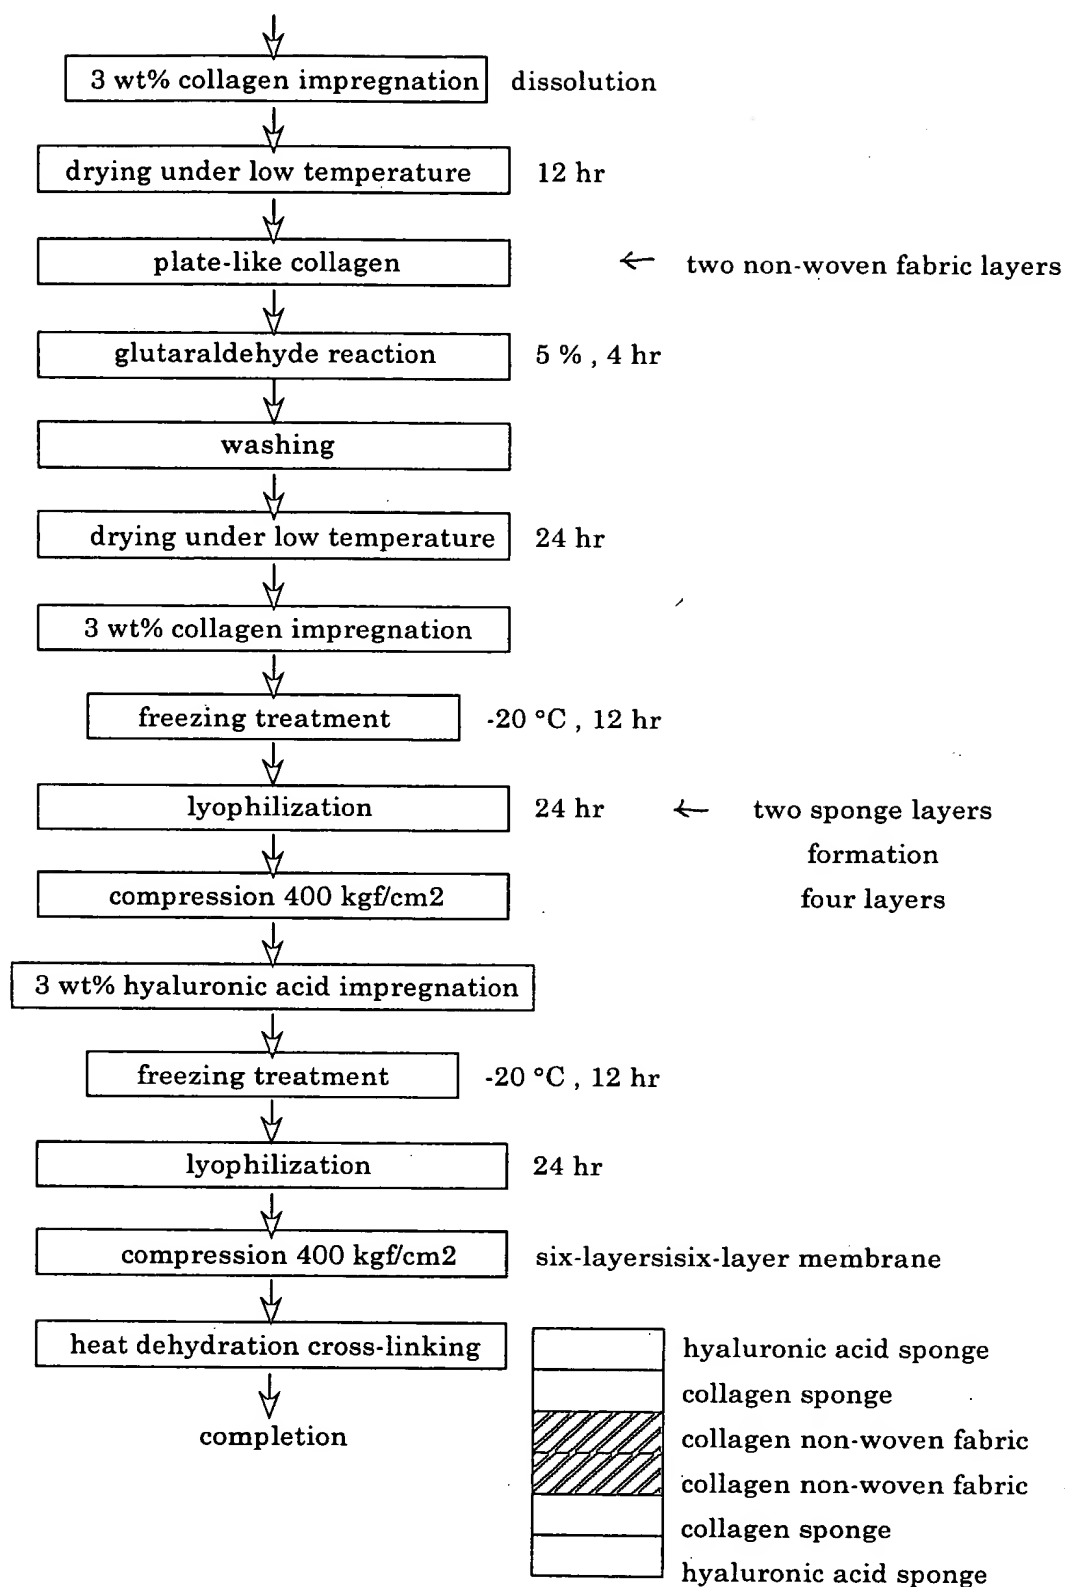 3 wt% collagen impregnation dissolution
drying under low temperature 12 hr
plate-like collagen ← two non-woven fabric layers
glutaraldehyde reaction 5 % , 4 hr
washing
drying under low temperature 24 hr
3 wt% collagen impregnation
freezing treatment -20 °C , 12 hr
lyophilization 24 hr ← two sponge layers
formation
compression 400 kgf/cm2 four layers
3 wt% hyaluronic acid impregnation
freezing treatment -20 °C , 12 hr
lyophilization 24 hr
compression 400 kgf/cm2 six-layersisix-layer membrane
heat dehydration cross-linking
completion
hyaluronic acid sponge
collagen sponge
collagen non-woven fabric
collagen non-woven fabric
collagen sponge
hyaluronic acid sponge